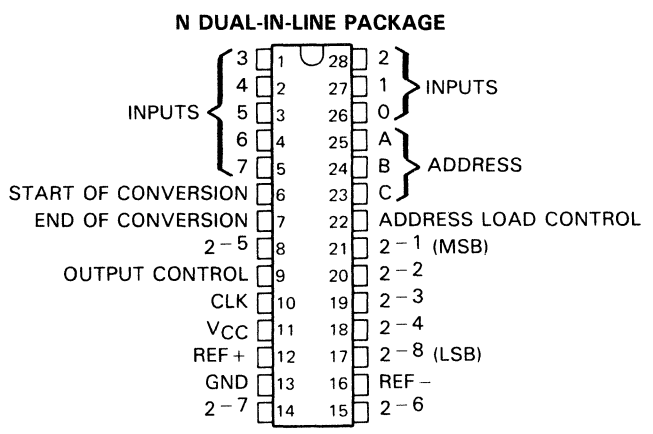 N DUAL-IN-LINE PACKAGE
3 1 28 2
4 2 27 1
INPUTS 5 3 26 0 INPUTS
6 4 25 A
7 5 24 B ADDRESS
START OF CONVERSION 6 23 C
END OF CONVERSION 7 22 ADDRESS LOAD CONTROL
2−5 8 21 2−1 (MSB)
OUTPUT CONTROL 9 20 2−2
CLK 10 19 2−3
VCC 11 18 2−4
REF+ 12 17 2−8 (LSB)
GND 13 16 REF−
2−7 14 15 2−6